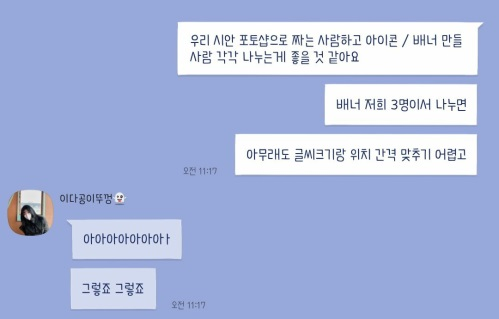 우리 시안 포토샵으로 짜는 사람하고 아이콘 / 배너 만들
사람 각각 나누는게 좋을 것 같아요
배너 저희 3명이서 나누면
아무래도 글씨크기랑 위치 간격 맞추기 어렵고
오전 11:17
이다공이뚜껑
아아아아아아아ㅏ
그렇죠 그렇죠
오전 11:17